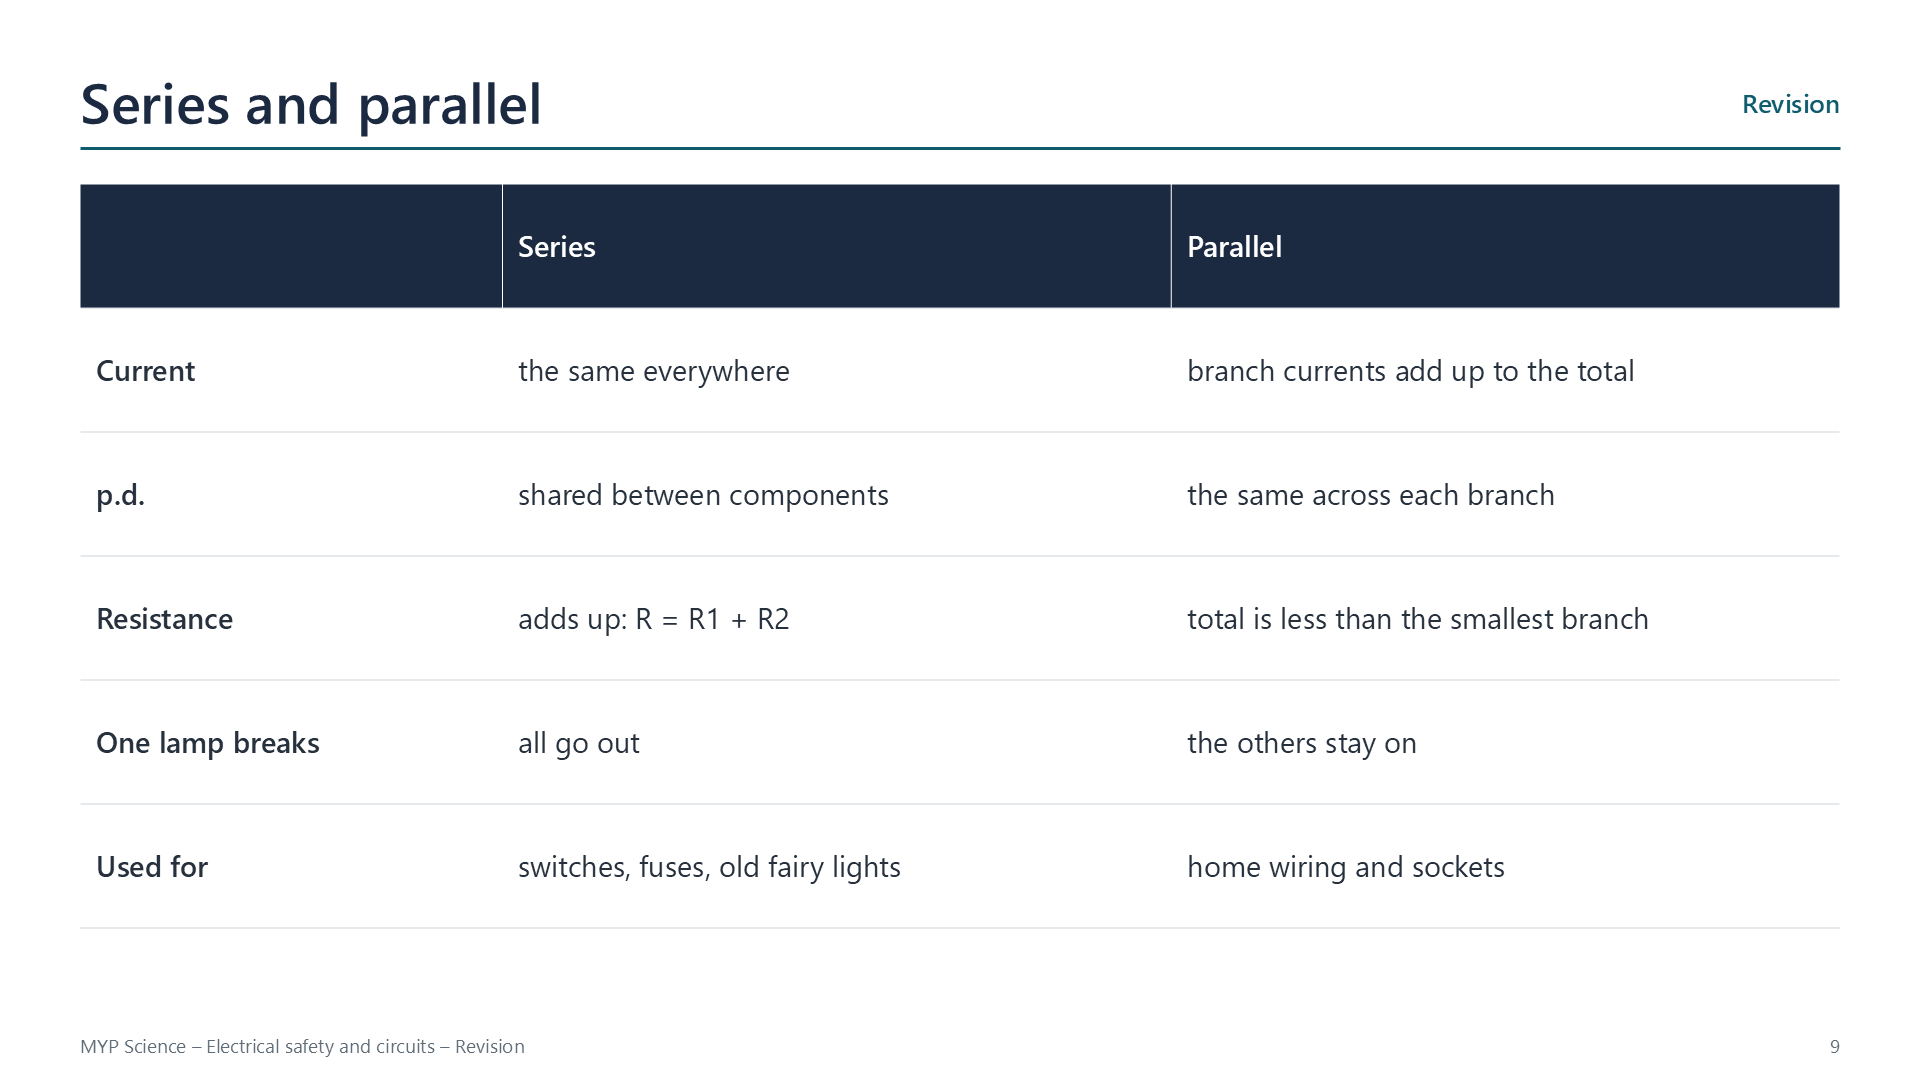 Series and parallel
Revision
Series
Parallel
Current
the same everywhere
branch currents add up to the total
p.d.
shared between components
the same across each branch
Resistance
adds up: R = R1 + R2
total is less than the smallest branch
One lamp breaks
all go out
the others stay on
Used for
switches, fuses, old fairy lights
home wiring and sockets
MYP Science – Electrical safety and circuits – Revision
9